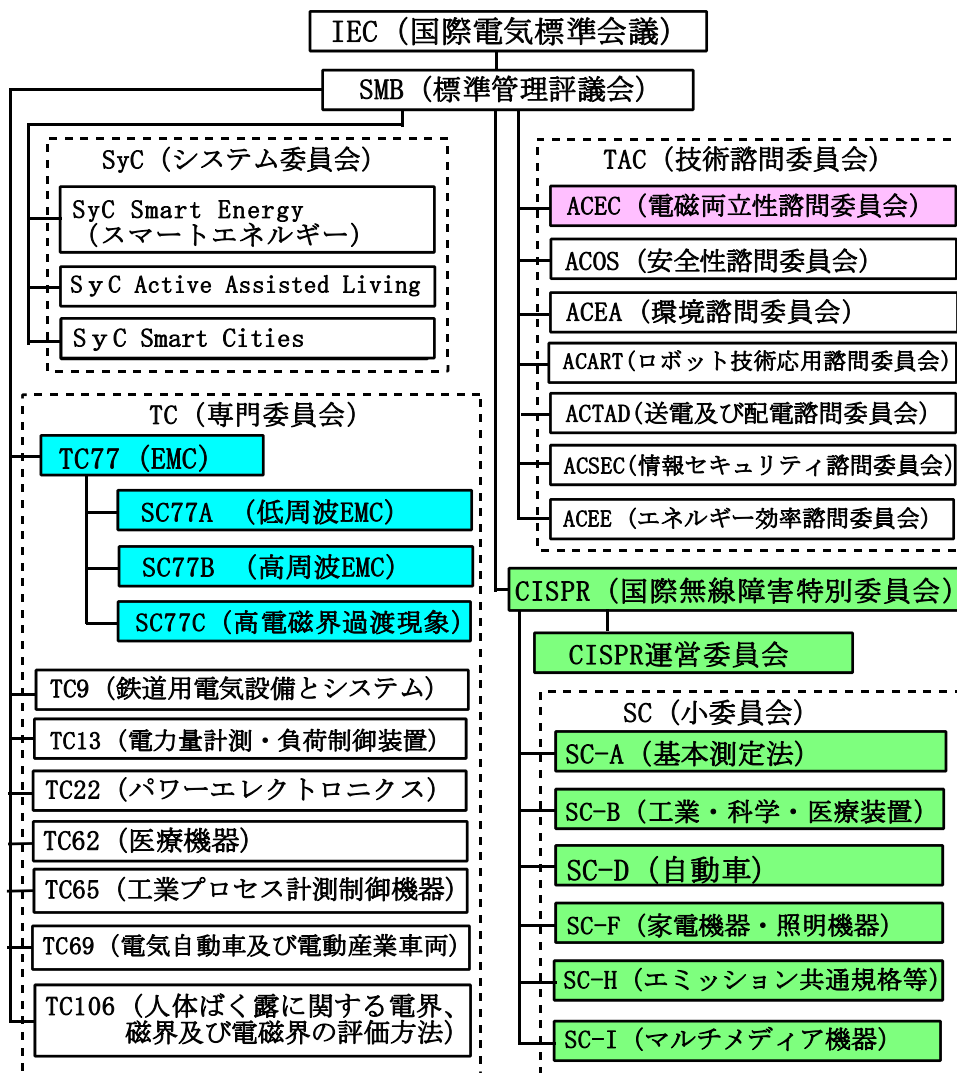 IEC (国際電気標準会議)
SMB (標準管理評議会)
SyC (システム委員会)
SyC Smart Energy
(スマートエネルギー)
SyC Active Assisted Living
SyC Smart Cities
TC (専門委員会)
TC77 (EMC)
SC77A (低周波EMC)
SC77B (高周波EMC)
SC77C (高電磁界過渡現象)
TC9 (鉄道用電気設備とシステム)
TC13 (電力量計測・負荷制御装置)
TC22 (パワーエレクトロニクス)
TC62 (医療機器)
TC65 (工業プロセス計測制御機器)
TC69 (電気自動車及び電動産業車両)
TC106 (人体ばく露に関する電界、
磁界及び電磁界の評価方法)
TAC (技術諮問委員会)
ACEC (電磁両立性諮問委員会)
ACOS (安全性諮問委員会)
ACEA (環境諮問委員会)
ACART(ロボット技術応用諮問委員会)
ACTAD(送電及び配電諮問委員会)
ACSEC(情報セキュリティ諮問委員会)
ACEE (エネルギー効率諮問委員会)
CISPR (国際無線障害特別委員会)
CISPR運営委員会
SC (小委員会)
SC-A (基本測定法)
SC-B (工業・科学・医療装置)
SC-D (自動車)
SC-F (家電機器・照明機器)
SC-H (エミッション共通規格等)
SC-I (マルチメディア機器)